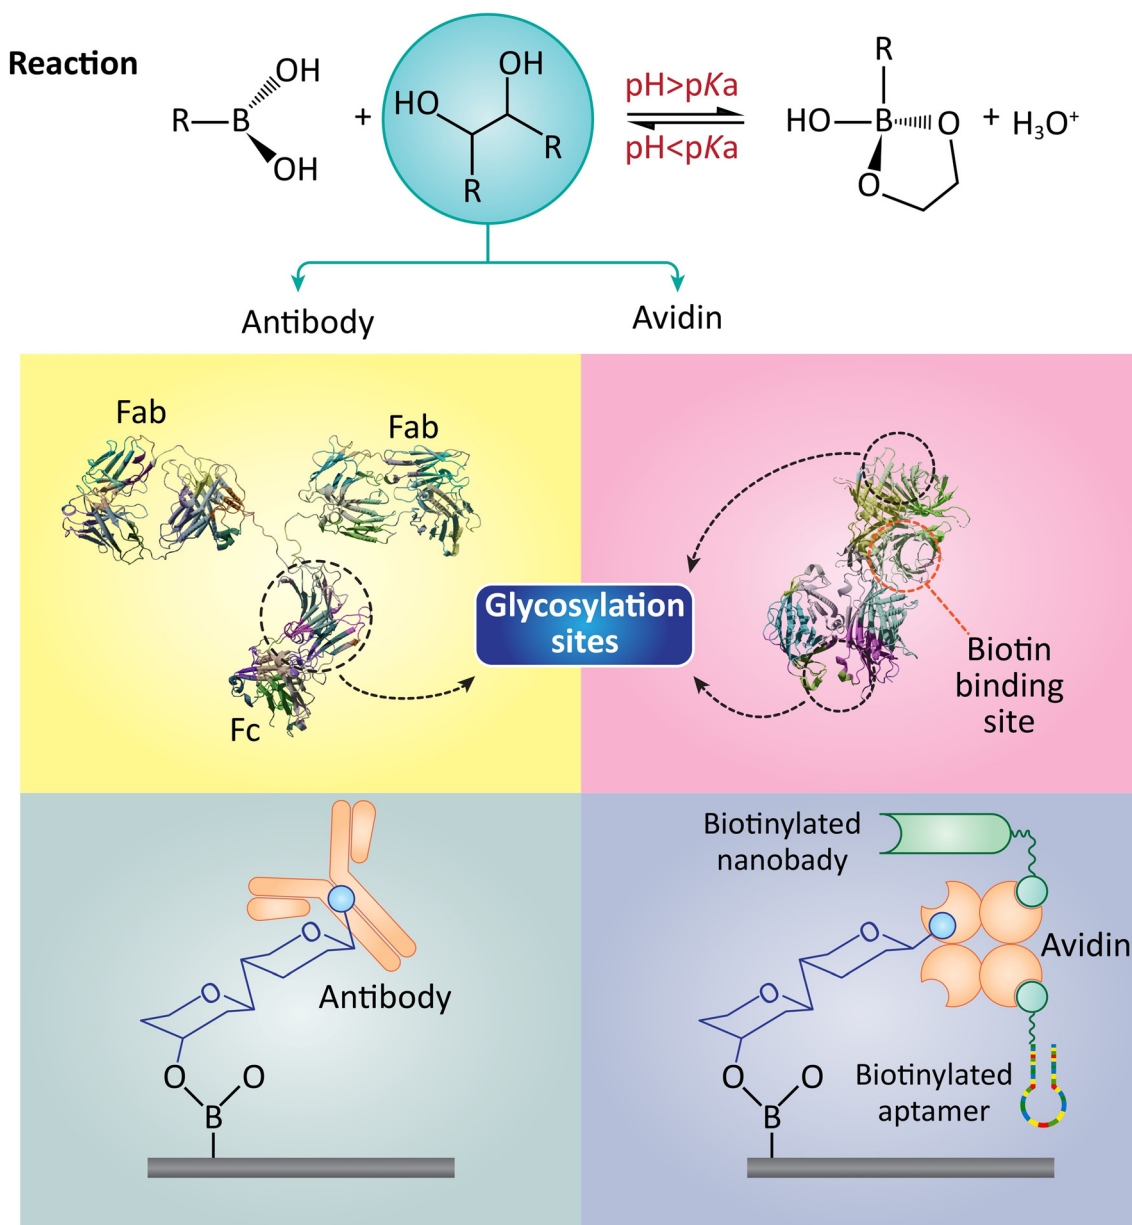 Reaction
R
B
OH
OH
+
HO
OH
R
R
pH>pKa
pH<pKa
R
HO
B
O
O
+ H₃O⁺
Antibody
Avidin
Fab
Fab
Fc
Glycosylation
sites
Biotin
binding
site
O
O
O
O
B
Antibody
Biotinylated
nanobady
O
O
Avidin
O
O
B
Biotinylated
aptamer